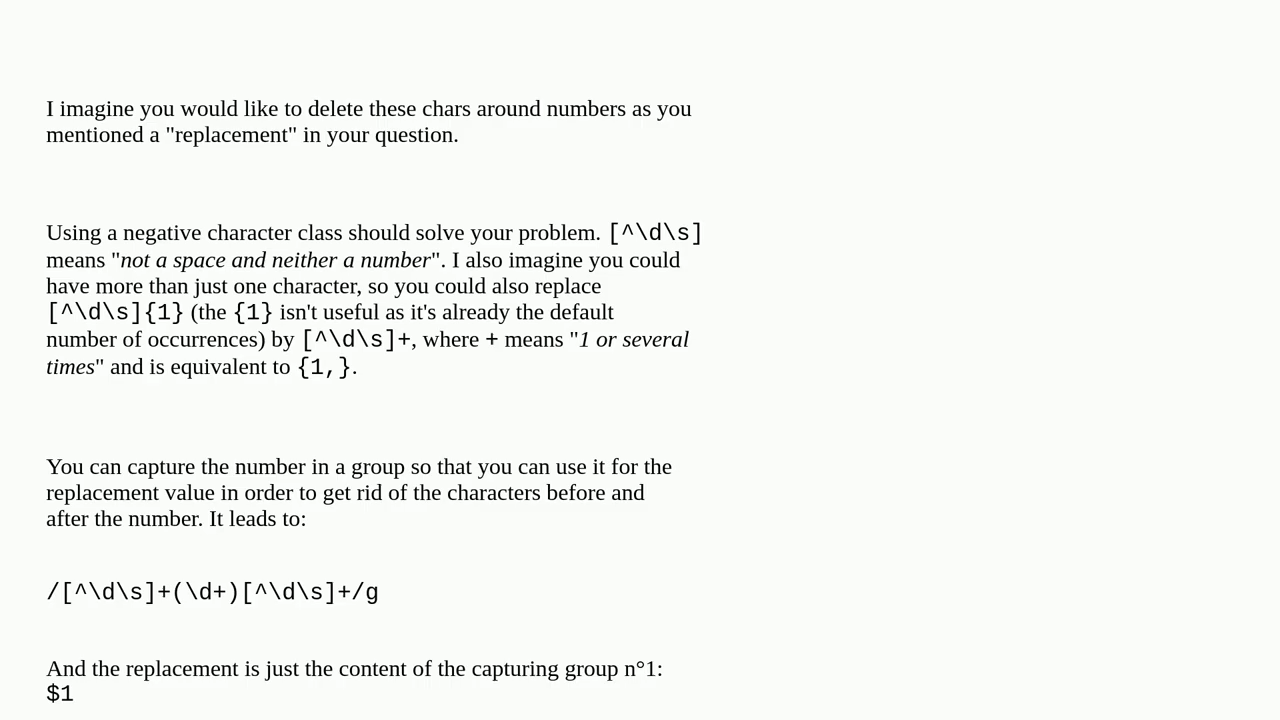 I imagine you would like to delete these chars around numbers as you
mentioned a "replacement" in your question.
Using a negative character class should solve your problem. [^\d\s]
means "not a space and neither a number". I also imagine you could
have more than just one character, so you could also replace
[^\d\s]{1} (the {1} isn't useful as it's already the default
number of occurrences) by [^\d\s]+, where + means "1 or several
times" and is equivalent to {1,}.
You can capture the number in a group so that you can use it for the
replacement value in order to get rid of the characters before and
after the number. It leads to:
/[^\d\s]+(\d+)[^\d\s]+/g
And the replacement is just the content of the capturing group n°1:
$1